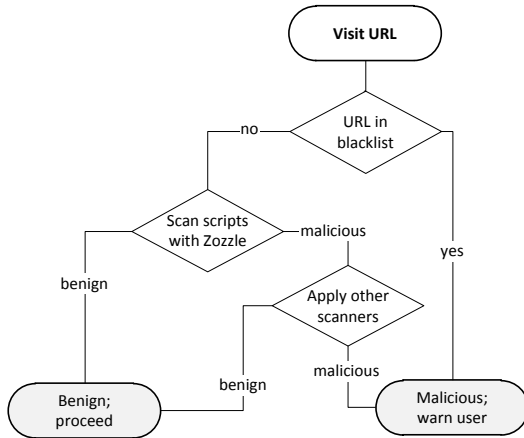 Visit URL
URL in
blacklist
no
Scan scripts
with Zozzle
malicious
yes
benign
Apply other
scanners
benign
malicious
Benign;
proceed
Malicious;
warn user